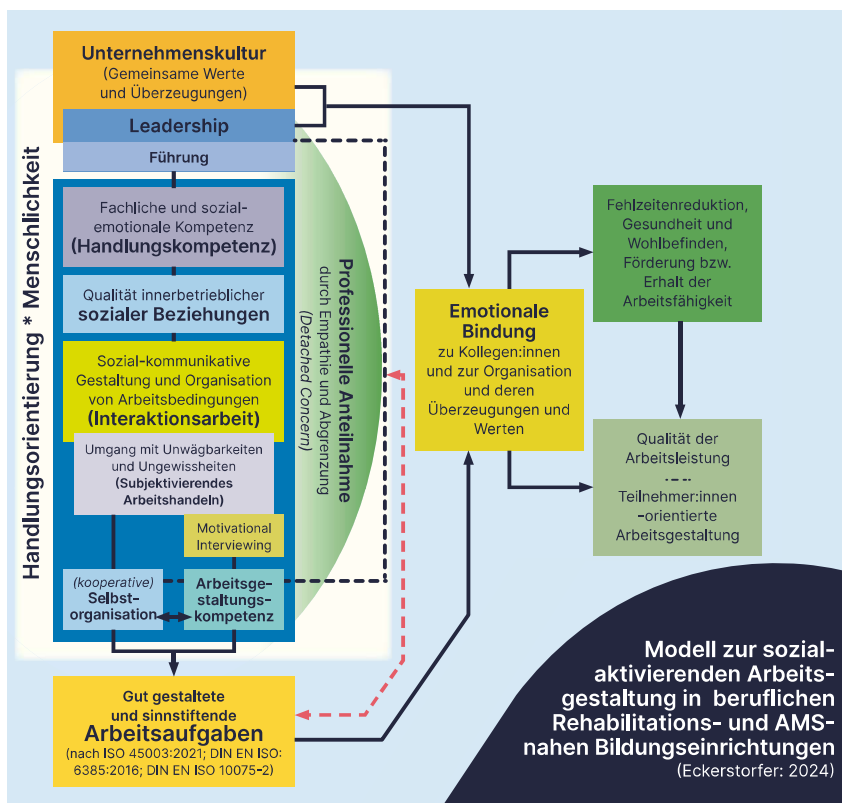 Unternehmenskultur
(Gemeinsame Werte
und Überzeugungen)
Leadership
Führung
Handlungsorientierung * Menschlichkeit
Fachliche und sozial-
emotionale Kompetenz
(Handlungskompetenz)
Qualität innerbetrieblicher
sozialer Beziehungen
Sozial-kommunikative
Gestaltung und Organisation
von Arbeitsbedingungen
(Interaktionsarbeit)
Umgang mit Unwägbarkeiten
und Ungewissheiten
(Subjektivierendes
Arbeitshandeln)
Motivational
Interviewing
(kooperative)
Selbst-
organisation
Arbeitsge-
staltungs-
kompetenz
Professionelle Anteilnahme
durch Empathie und Abgrenzung
(Detached Concern)
Gut gestaltete
und sinnstiftende
Arbeitsaufgaben
(nach ISO 45003:2021; DIN EN ISO:
6385:2016; DIN EN ISO 10075-2)
Emotionale
Bindung
zu Kollegen:innen
und zur Organisation
und deren
Überzeugungen und
Werten
Fehlzeitenreduktion,
Gesundheit und
Wohlbefinden,
Förderung bzw.
Erhalt der
Arbeitsfähigkeit
Qualität der
Arbeitsleistung
Teilnehmer:innen
-orientierte
Arbeitsgestaltung
Modell zur sozial-
aktivierenden Arbeits-
gestaltung in beruflichen
Rehabilitations- und AMS-
nahen Bildungseinrichtungen
(Eckerstorfer: 2024)